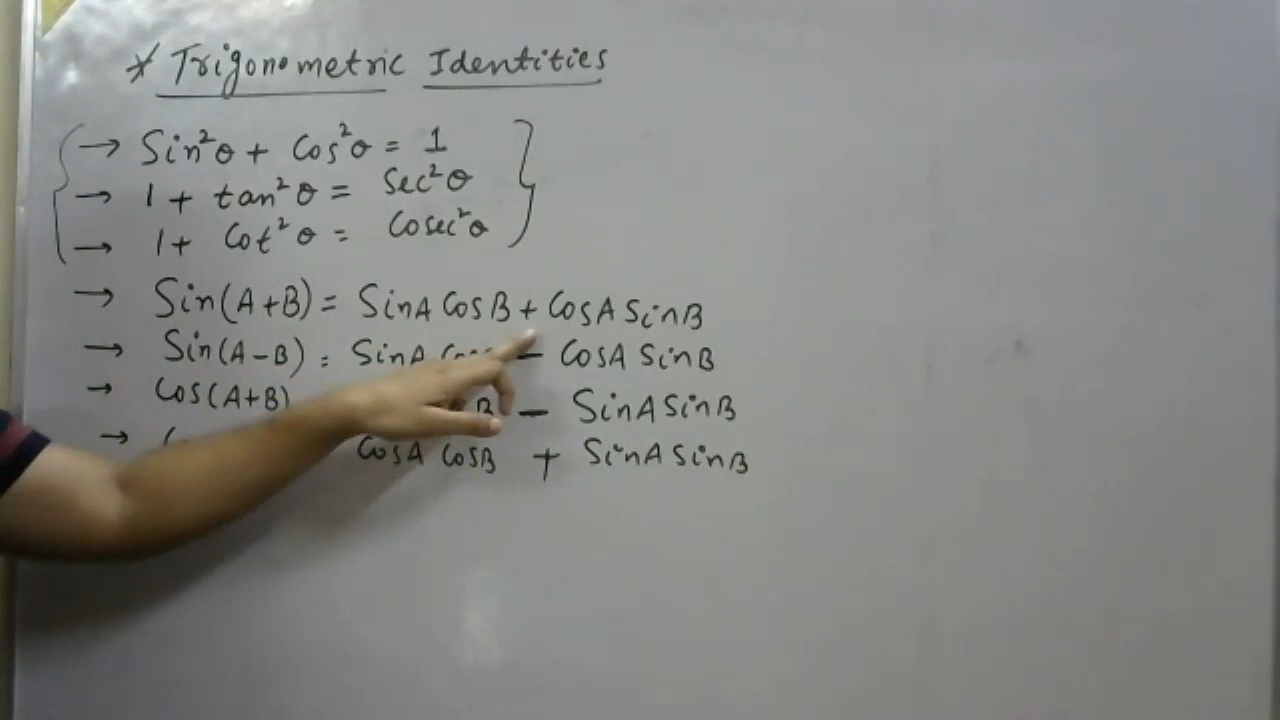 * Trigonometric Identities
→ Sin²θ + Cos²θ = 1
→ 1 + tan²θ = Sec²θ
→ 1 + Cot²θ = Cosec²θ
→ Sin(A+B) = SinA CosB + CosA SinB
→ Sin(A-B) = SinA - CosA SinB
→ Cos(A+B) B - SinA SinB
→ CosA CosB + SinA SinB